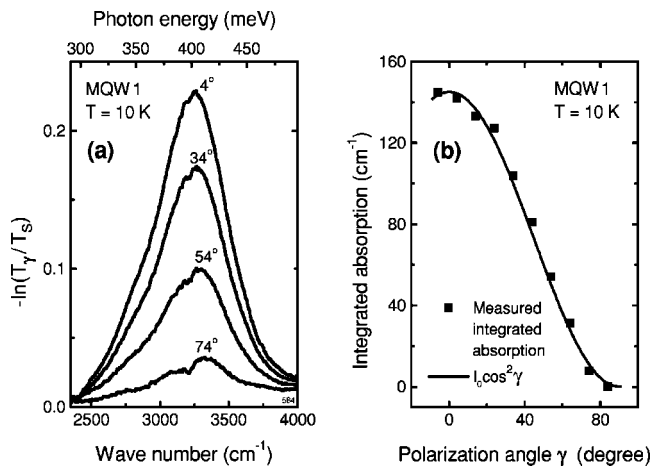 Photon energy (meV)
300 350 400 450
MQW1
T = 10 K
(a)
4°
34°
54°
74°
-ln(Tγ/TS)
0.2
0.1
0.0
2500 3000 3500 4000
584
Wave number (cm⁻¹)
MQW1
T = 10 K
(b)
Integrated absorption (cm⁻¹)
160
120
80
40
0
Measured
integrated
absorption
I₀cos²γ
0 40 80
Polarization angle γ (degree)